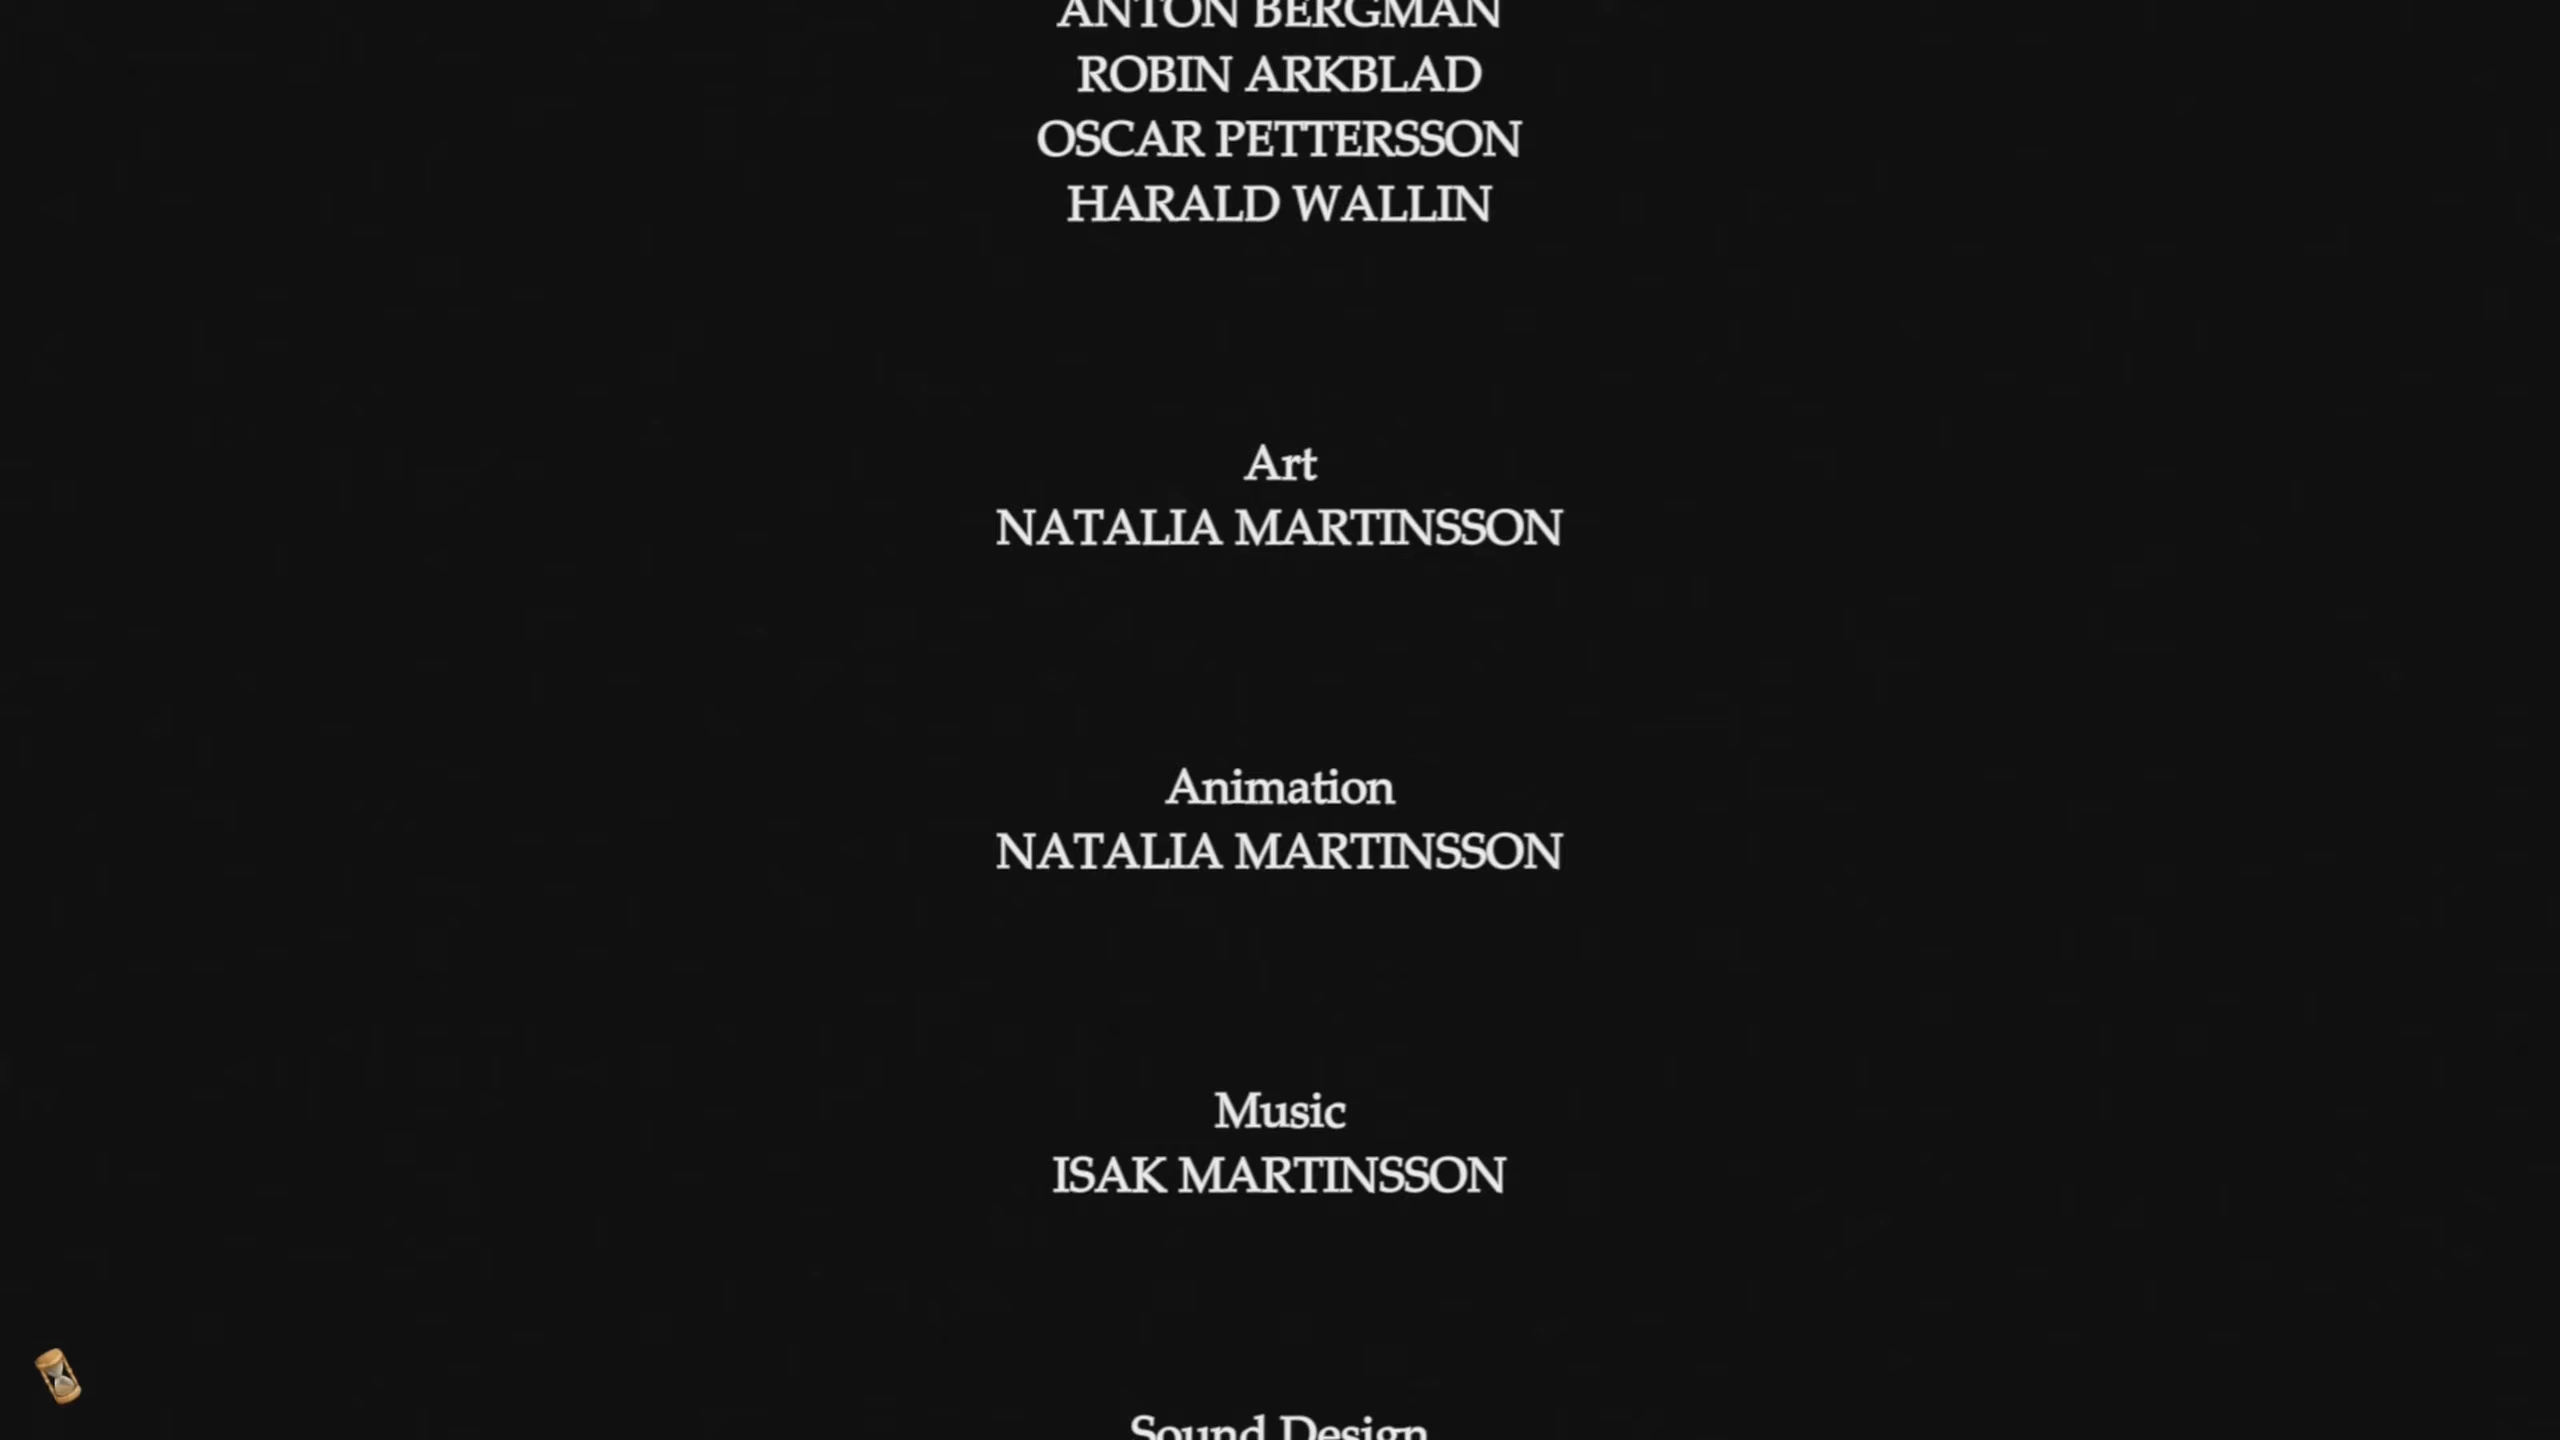 ANTON BERGMAN
ROBIN ARKBLAD
OSCAR PETTERSSON
HARALD WALLIN
Art
NATALIA MARTINSSON
Animation
NATALIA MARTINSSON
Music
ISAK MARTINSSON
Sound Design